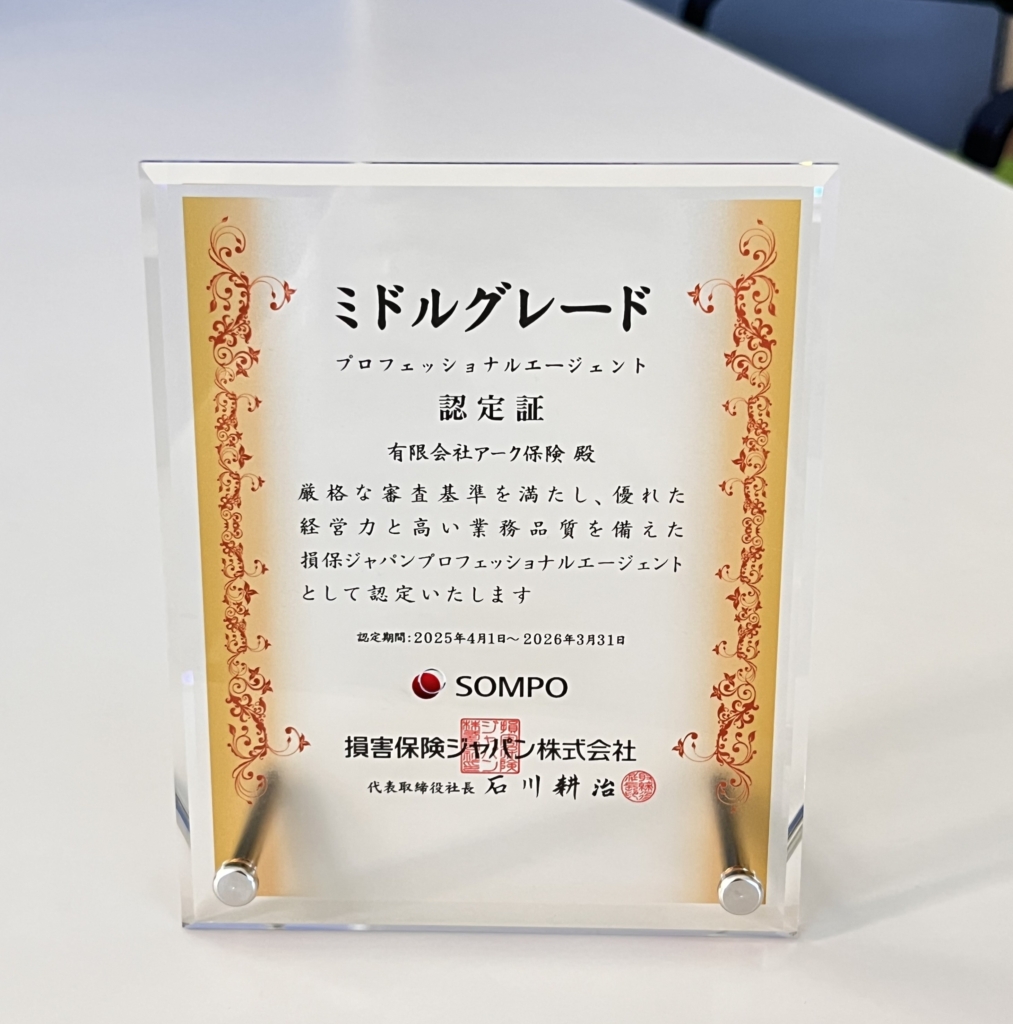 ミドルグレード
プロフェッショナルエージェント
認定証
有限会社アーク保険 殿
厳格な審査基準を満たし、優れた
経営力と高い業務品質を備えた
損保ジャパンプロフェッショナルエージェント
として認定いたします
認定期間:2025年4月1日〜2026年3月31日
SOMPO
損害保険ジャパン株式会社
代表取締役社長 石川耕治